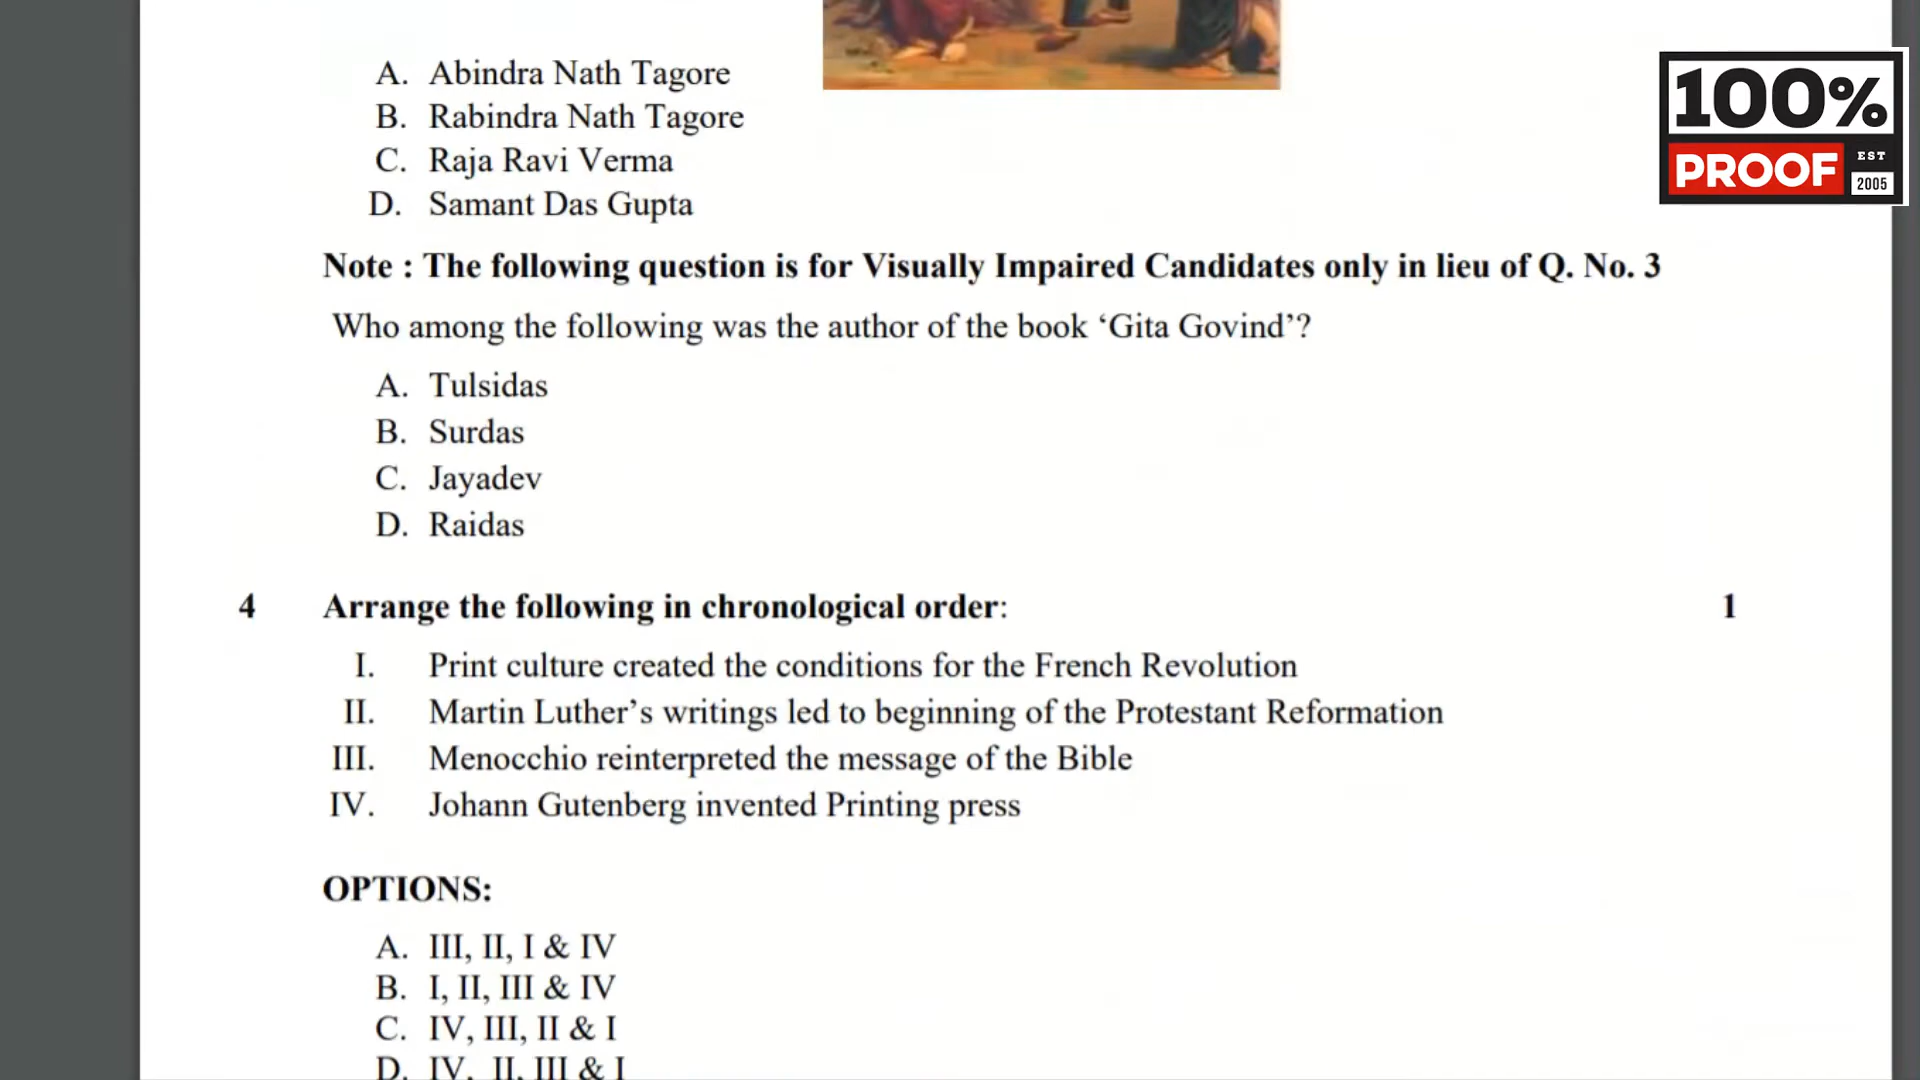 A. Abindra Nath Tagore
B. Rabindra Nath Tagore
C. Raja Ravi Verma
D. Samant Das Gupta
100%
PROOF EST
2005
Note : The following question is for Visually Impaired Candidates only in lieu of Q. No. 3
Who among the following was the author of the book ‘Gita Govind’?
A. Tulsidas
B. Surdas
C. Jayadev
D. Raidas
4 Arrange the following in chronological order: 1
I. Print culture created the conditions for the French Revolution
II. Martin Luther’s writings led to beginning of the Protestant Reformation
III. Menocchio reinterpreted the message of the Bible
IV. Johann Gutenberg invented Printing press
OPTIONS:
A. III, II, I & IV
B. I, II, III & IV
C. IV, III, II & I
D. IV, II, III & I